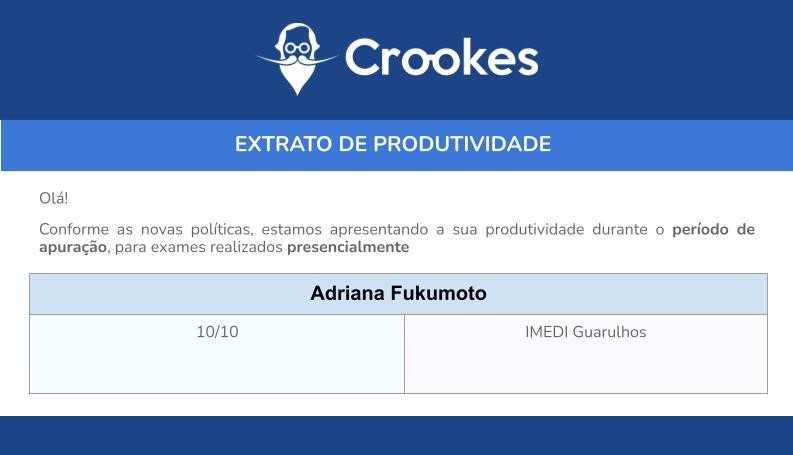 Crookes
EXTRATO DE PRODUTIVIDADE
Olá!
Conforme as novas políticas, estamos apresentando a sua produtividade durante o período de
apuração, para exames realizados presencialmente
Adriana Fukumoto
10/10
IMEDI Guarulhos